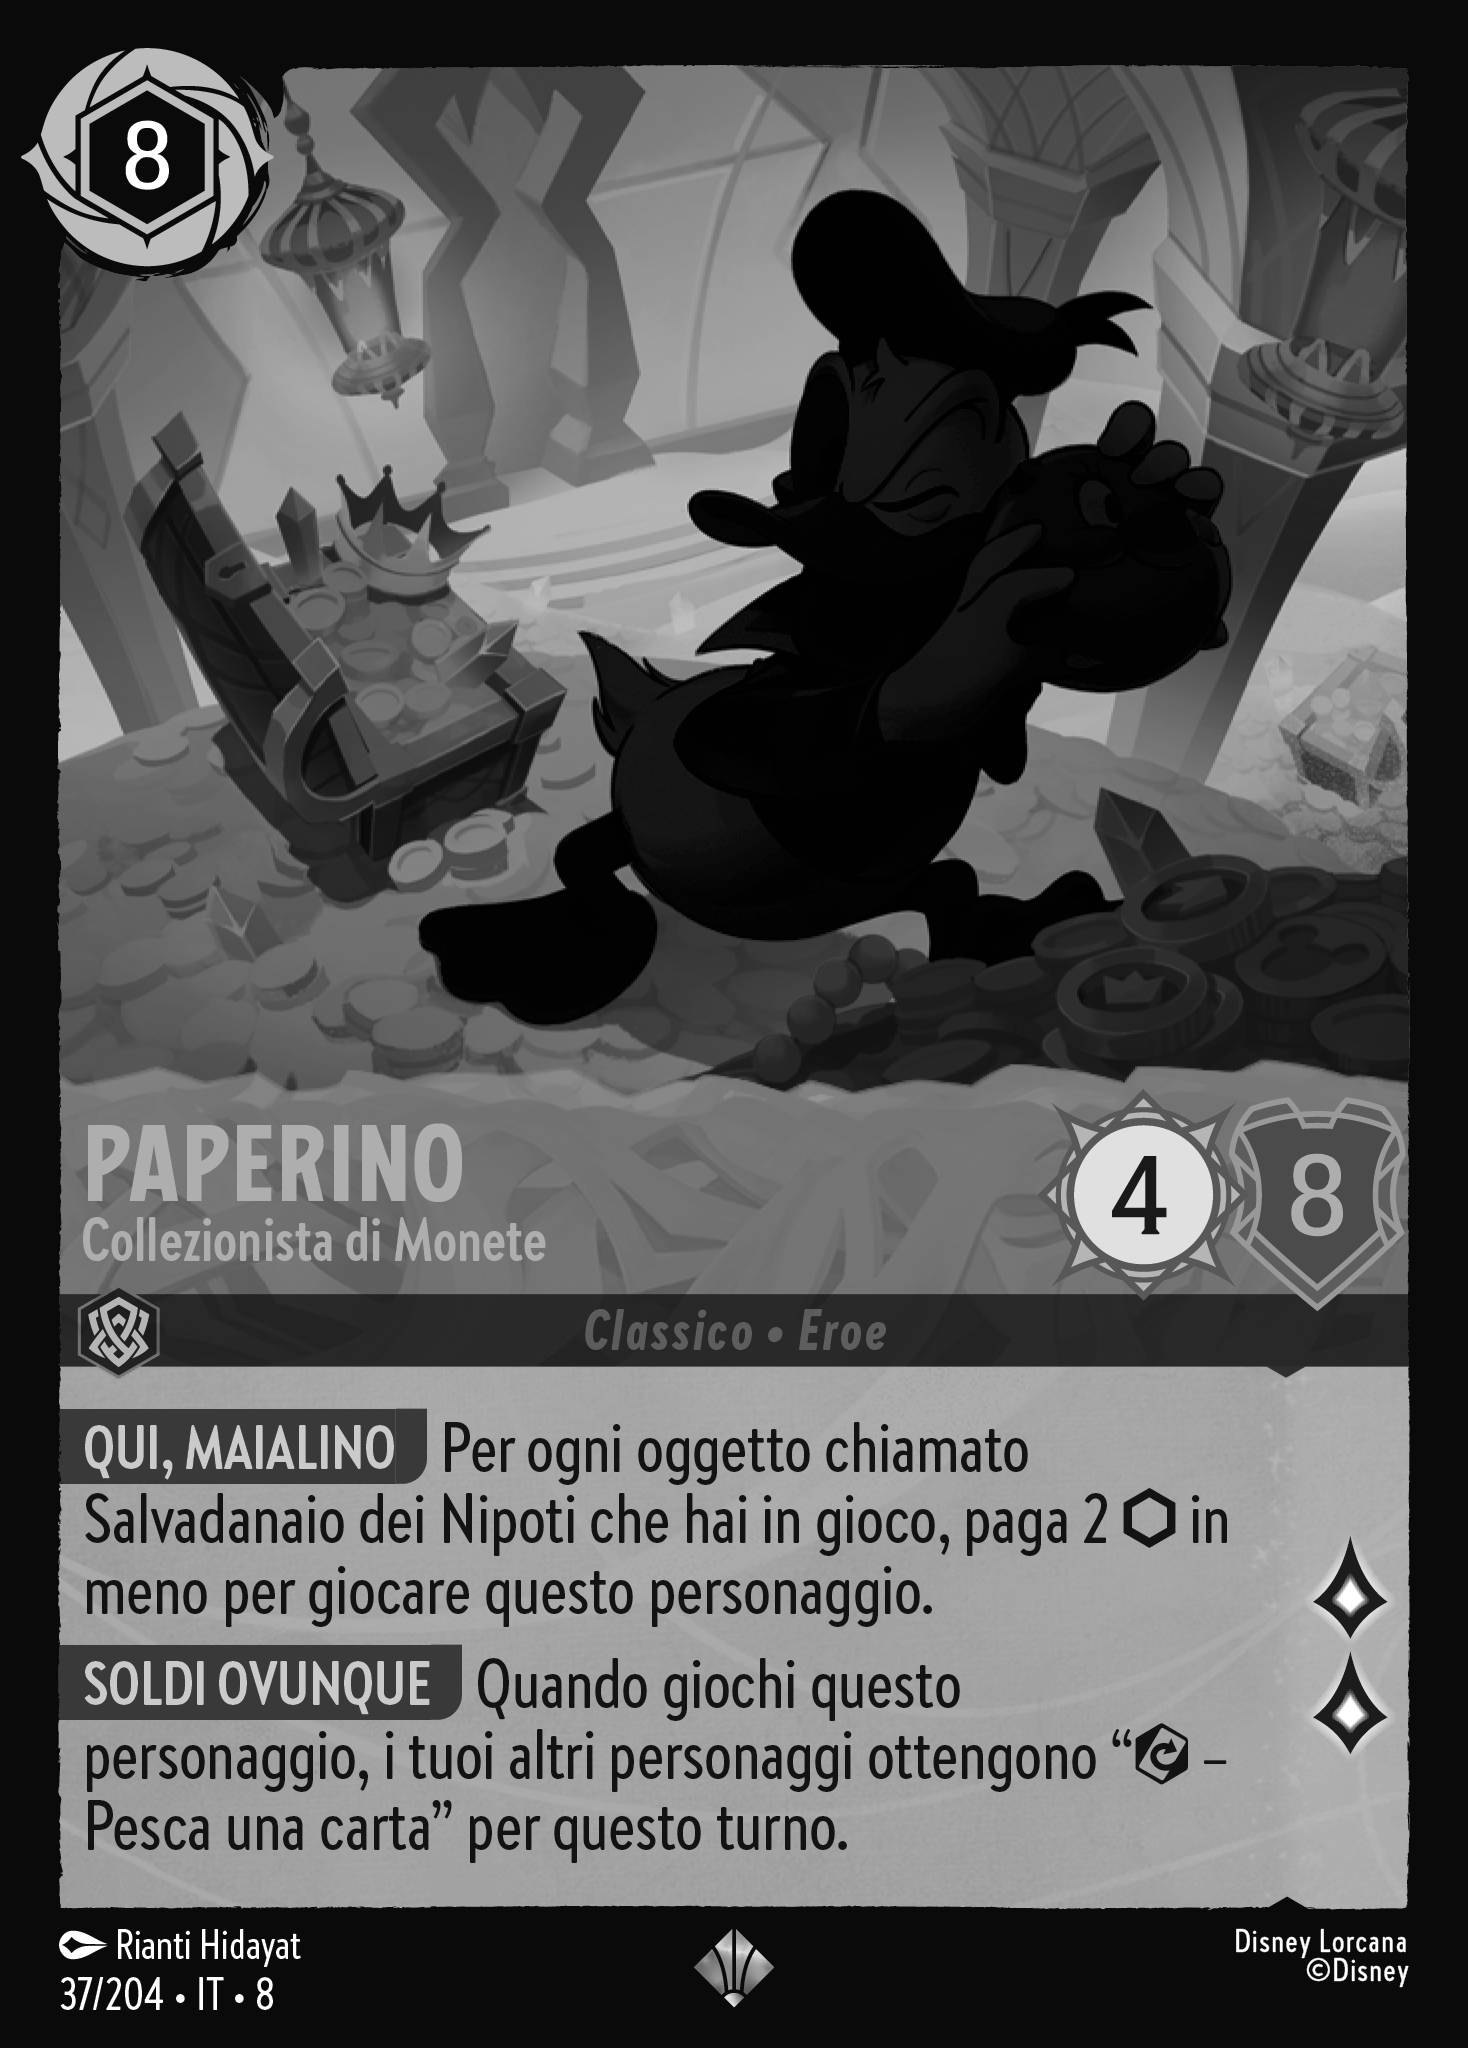 8
PAPERINO
Collezionista di Monete
4
8
Classico • Eroe
QUI, MAIALINO Per ogni oggetto chiamato
Salvadanaio dei Nipoti che hai in gioco, paga 2 ⬡ in
meno per giocare questo personaggio.
SOLDI OVUNQUE Quando giochi questo
personaggio, i tuoi altri personaggi ottengono “⟳ –
Pesca una carta” per questo turno.
Rianti Hidayat
37/204 • IT • 8
Disney Lorcana
©Disney